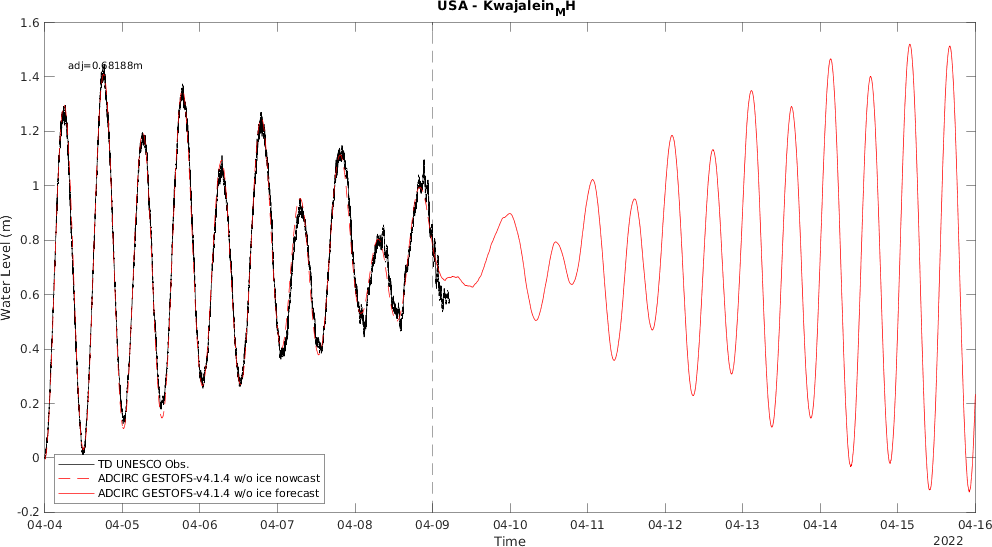 USA - Kwajalein_MH
adj=0.68188m
1.6
1.4
1.2
1
0.8
0.6
0.4
0.2
0
-0.2
Water Level (m)
TD UNESCO Obs.
ADCIRC GESTOFS-v4.1.4 w/o ice nowcast
ADCIRC GESTOFS-v4.1.4 w/o ice forecast
04-04 04-05 04-06 04-07 04-08 04-09 04-10 04-11 04-12 04-13 04-14 04-15 04-16
Time
2022